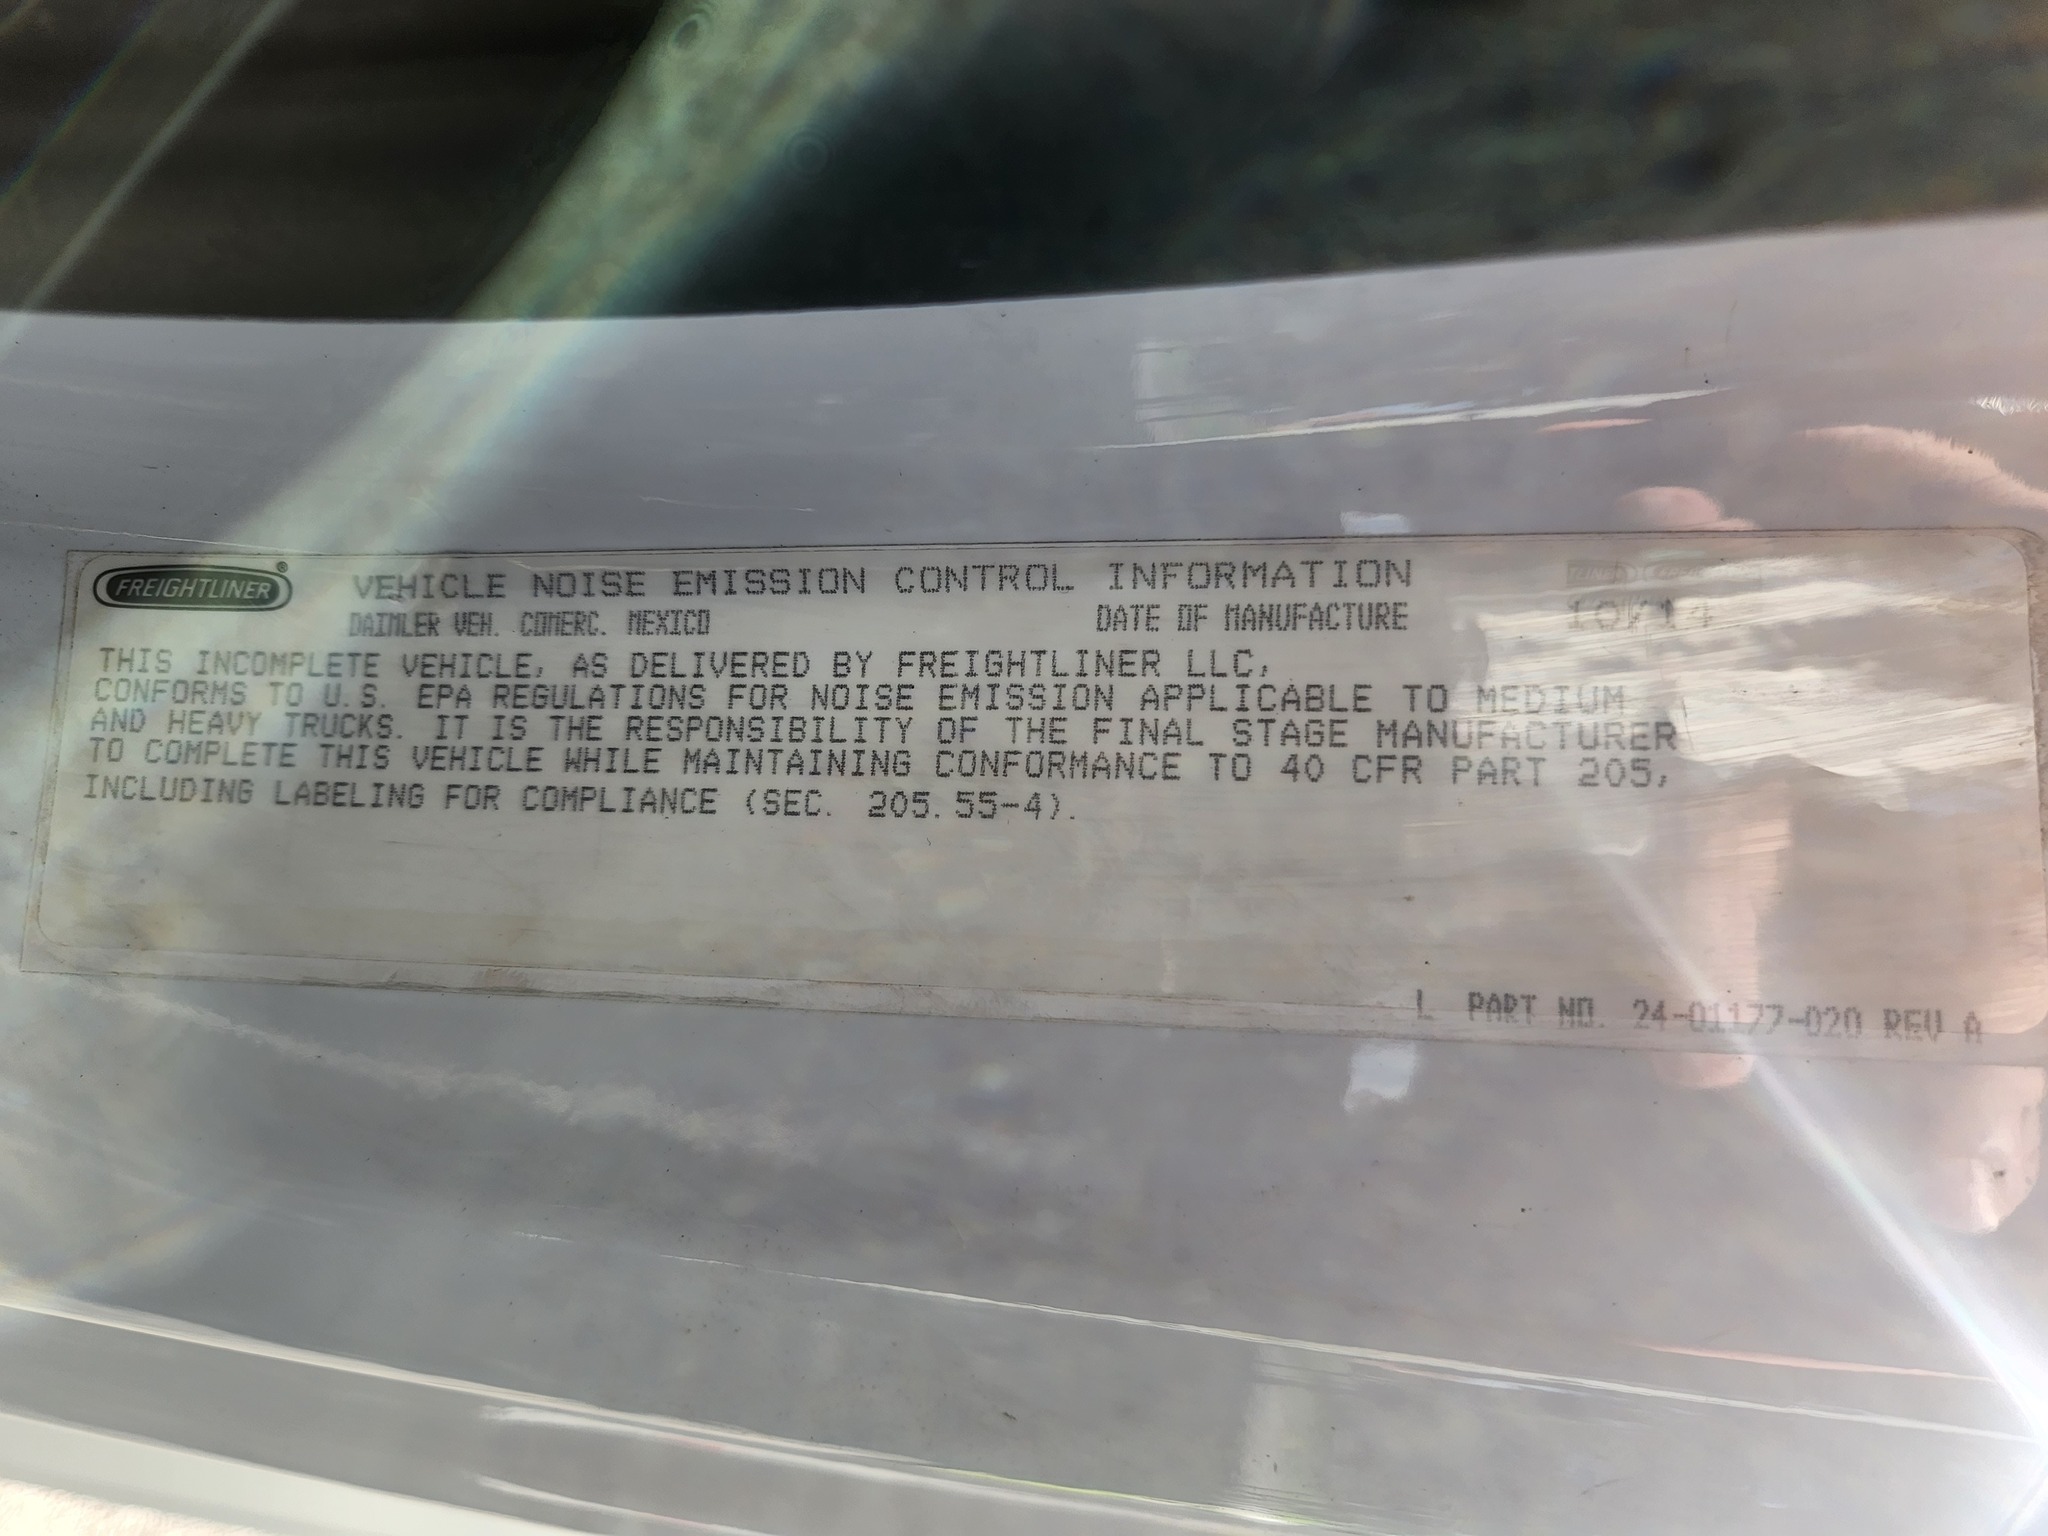 FREIGHTLINER® VEHICLE NOISE EMISSION CONTROL INFORMATION
DAIMLER VEH. COMERC. MEXICO DATE OF MANUFACTURE 10/14
THIS INCOMPLETE VEHICLE, AS DELIVERED BY FREIGHTLINER LLC,
CONFORMS TO U.S. EPA REGULATIONS FOR NOISE EMISSION APPLICABLE TO MEDIUM
AND HEAVY TRUCKS. IT IS THE RESPONSIBILITY OF THE FINAL STAGE MANUFACTURER
TO COMPLETE THIS VEHICLE WHILE MAINTAINING CONFORMANCE TO 40 CFR PART 205,
INCLUDING LABELING FOR COMPLIANCE (SEC. 205.55-4).
L PART NO. 24-01177-020 REV A